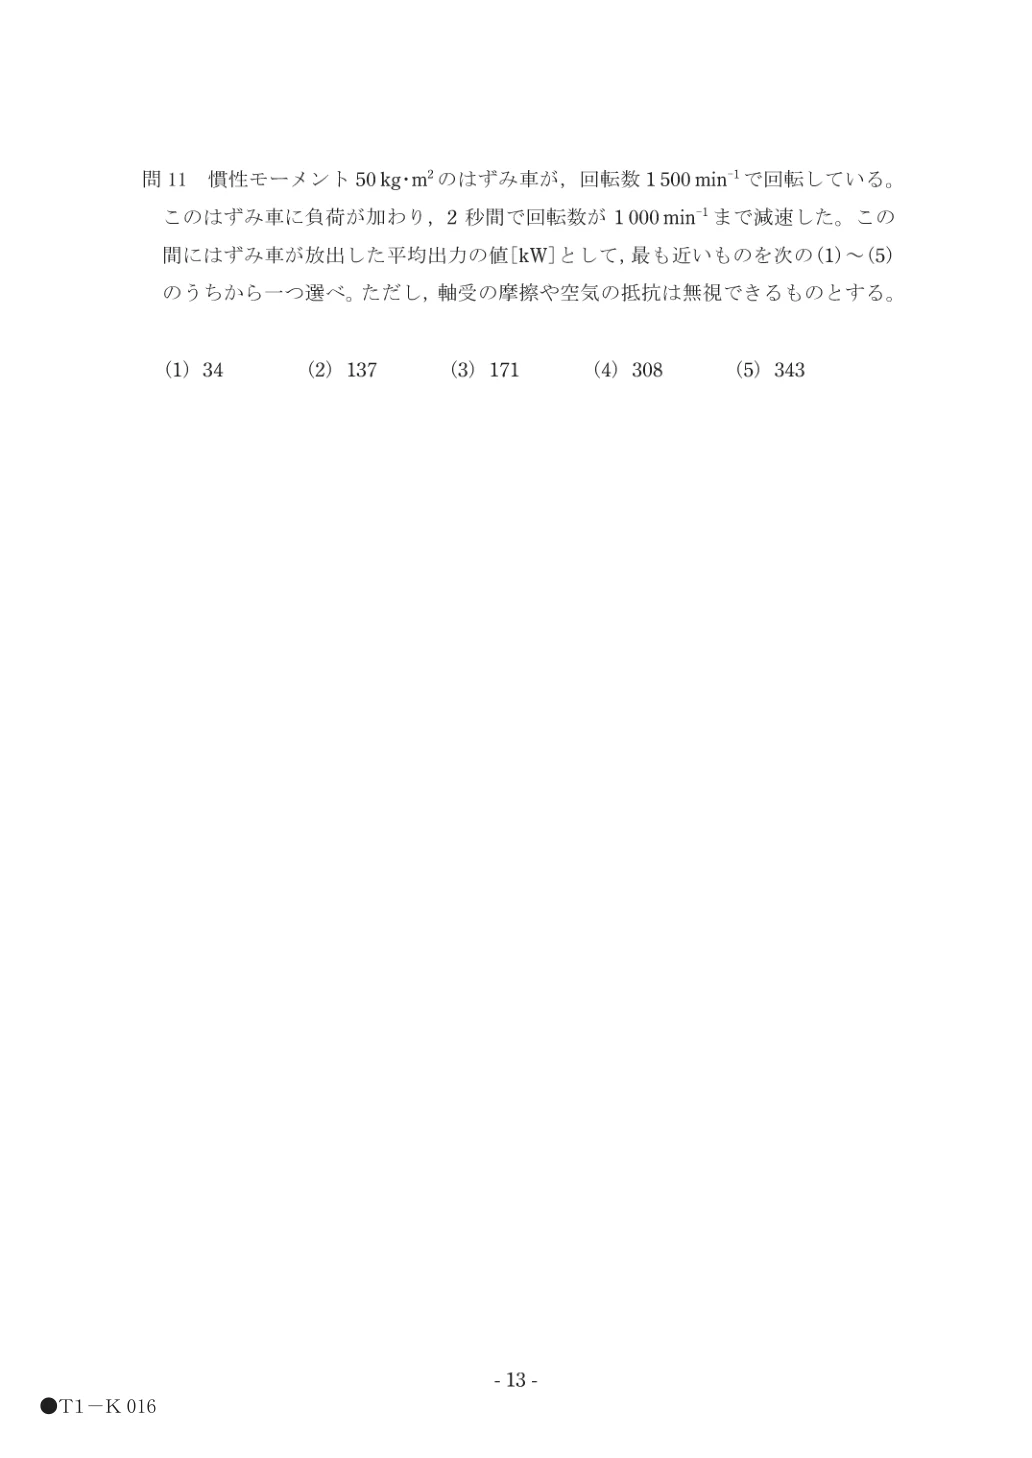 問 11　慣性モーメント 50 kg･m² のはずみ車が，回転数 1 500 min⁻¹ で回転している。
このはずみ車に負荷が加わり，2 秒間で回転数が 1 000 min⁻¹ まで減速した。この
間にはずみ車が放出した平均出力の値[kW]として，最も近いものを次の(1)～(5)
のうちから一つ選べ。ただし，軸受の摩擦や空気の抵抗は無視できるものとする。
(1) 34　(2) 137　(3) 171　(4) 308　(5) 343
- 13 -
●T1－K 016